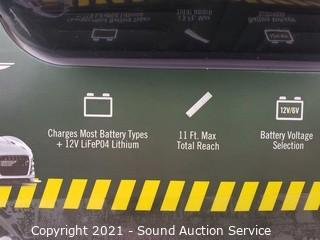 12V/6V
Charges Most Battery Types
+ 12V LiFeP04 Lithium
11 Ft. Max
Total Reach
Battery Voltage
Selection
Copyright 2021 - Sound Auction Service